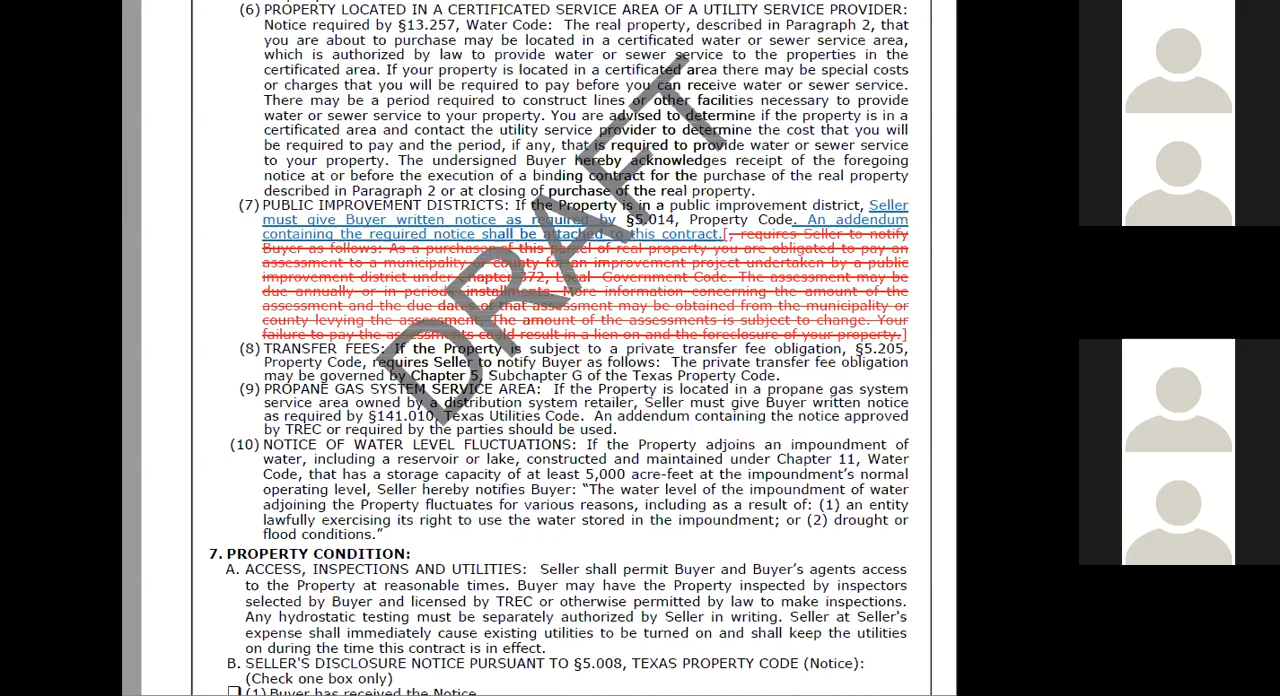 (6) PROPERTY LOCATED IN A CERTIFICATED SERVICE AREA OF A UTILITY SERVICE PROVIDER:
Notice required by §13.257, Water Code: The real property, described in Paragraph 2, that
you are about to purchase may be located in a certificated water or sewer service area,
which is authorized by law to provide water or sewer service to the properties in the
certificated area. If your property is located in a certificated area there may be special costs
or charges that you will be required to pay before you can receive water or sewer service.
There may be a period required to construct lines or other facilities necessary to provide
water or sewer service to your property. You are advised to determine if the property is in a
certificated area and contact the utility service provider to determine the cost that you will
be required to pay and the period, if any, that is required to provide water or sewer service
to your property. The undersigned Buyer hereby acknowledges receipt of the foregoing
notice at or before the execution of a binding contract for the purchase of the real property
described in Paragraph 2 or at closing of purchase of the real property.
(7) PUBLIC IMPROVEMENT DISTRICTS: If the Property is in a public improvement district, Seller
must give Buyer written notice as required by §5.014, Property Code. An addendum
containing the required notice shall be attached to this contract.[, requires Seller to notify
Buyer as follows: As a purchaser of this parcel of real property you are obligated to pay an
assessment to a municipality or county for an improvement project undertaken by a public
improvement district under Chapter 372, Local Government Code. The assessment may be
due annually or in periodic installments. More information concerning the amount of the
assessment and the due dates of that assessment may be obtained from the municipality or
county levying the assessment. The amount of the assessments is subject to change. Your
failure to pay the assessments could result in a lien on and the foreclosure of your property.]
(8) TRANSFER FEES: If the Property is subject to a private transfer fee obligation, §5.205,
Property Code, requires Seller to notify Buyer as follows: The private transfer fee obligation
may be governed by Chapter 5, Subchapter G of the Texas Property Code.
(9) PROPANE GAS SYSTEM SERVICE AREA: If the Property is located in a propane gas system
service area owned by a distribution system retailer, Seller must give Buyer written notice
as required by §141.010, Texas Utilities Code. An addendum containing the notice approved
by TREC or required by the parties should be used.
(10) NOTICE OF WATER LEVEL FLUCTUATIONS: If the Property adjoins an impoundment of
water, including a reservoir or lake, constructed and maintained under Chapter 11, Water
Code, that has a storage capacity of at least 5,000 acre-feet at the impoundment's normal
operating level, Seller hereby notifies Buyer: "The water level of the impoundment of water
adjoining the Property fluctuates for various reasons, including as a result of: (1) an entity
lawfully exercising its right to use the water stored in the impoundment; or (2) drought or
flood conditions."
7. PROPERTY CONDITION:
A. ACCESS, INSPECTIONS AND UTILITIES: Seller shall permit Buyer and Buyer's agents access
to the Property at reasonable times. Buyer may have the Property inspected by inspectors
selected by Buyer and licensed by TREC or otherwise permitted by law to make inspections.
Any hydrostatic testing must be separately authorized by Seller in writing. Seller at Seller's
expense shall immediately cause existing utilities to be turned on and shall keep the utilities
on during the time this contract is in effect.
B. SELLER'S DISCLOSURE NOTICE PURSUANT TO §5.008, TEXAS PROPERTY CODE (Notice):
(Check one box only)
(1) Buyer has received the Notice
DRAFT